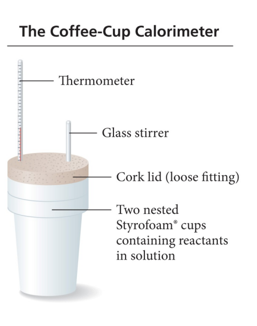 The Coffee-Cup Calorimeter
Thermometer
Glass stirrer
Cork lid (loose fitting)
Two nested
Styrofoam® cups
containing reactants
in solution